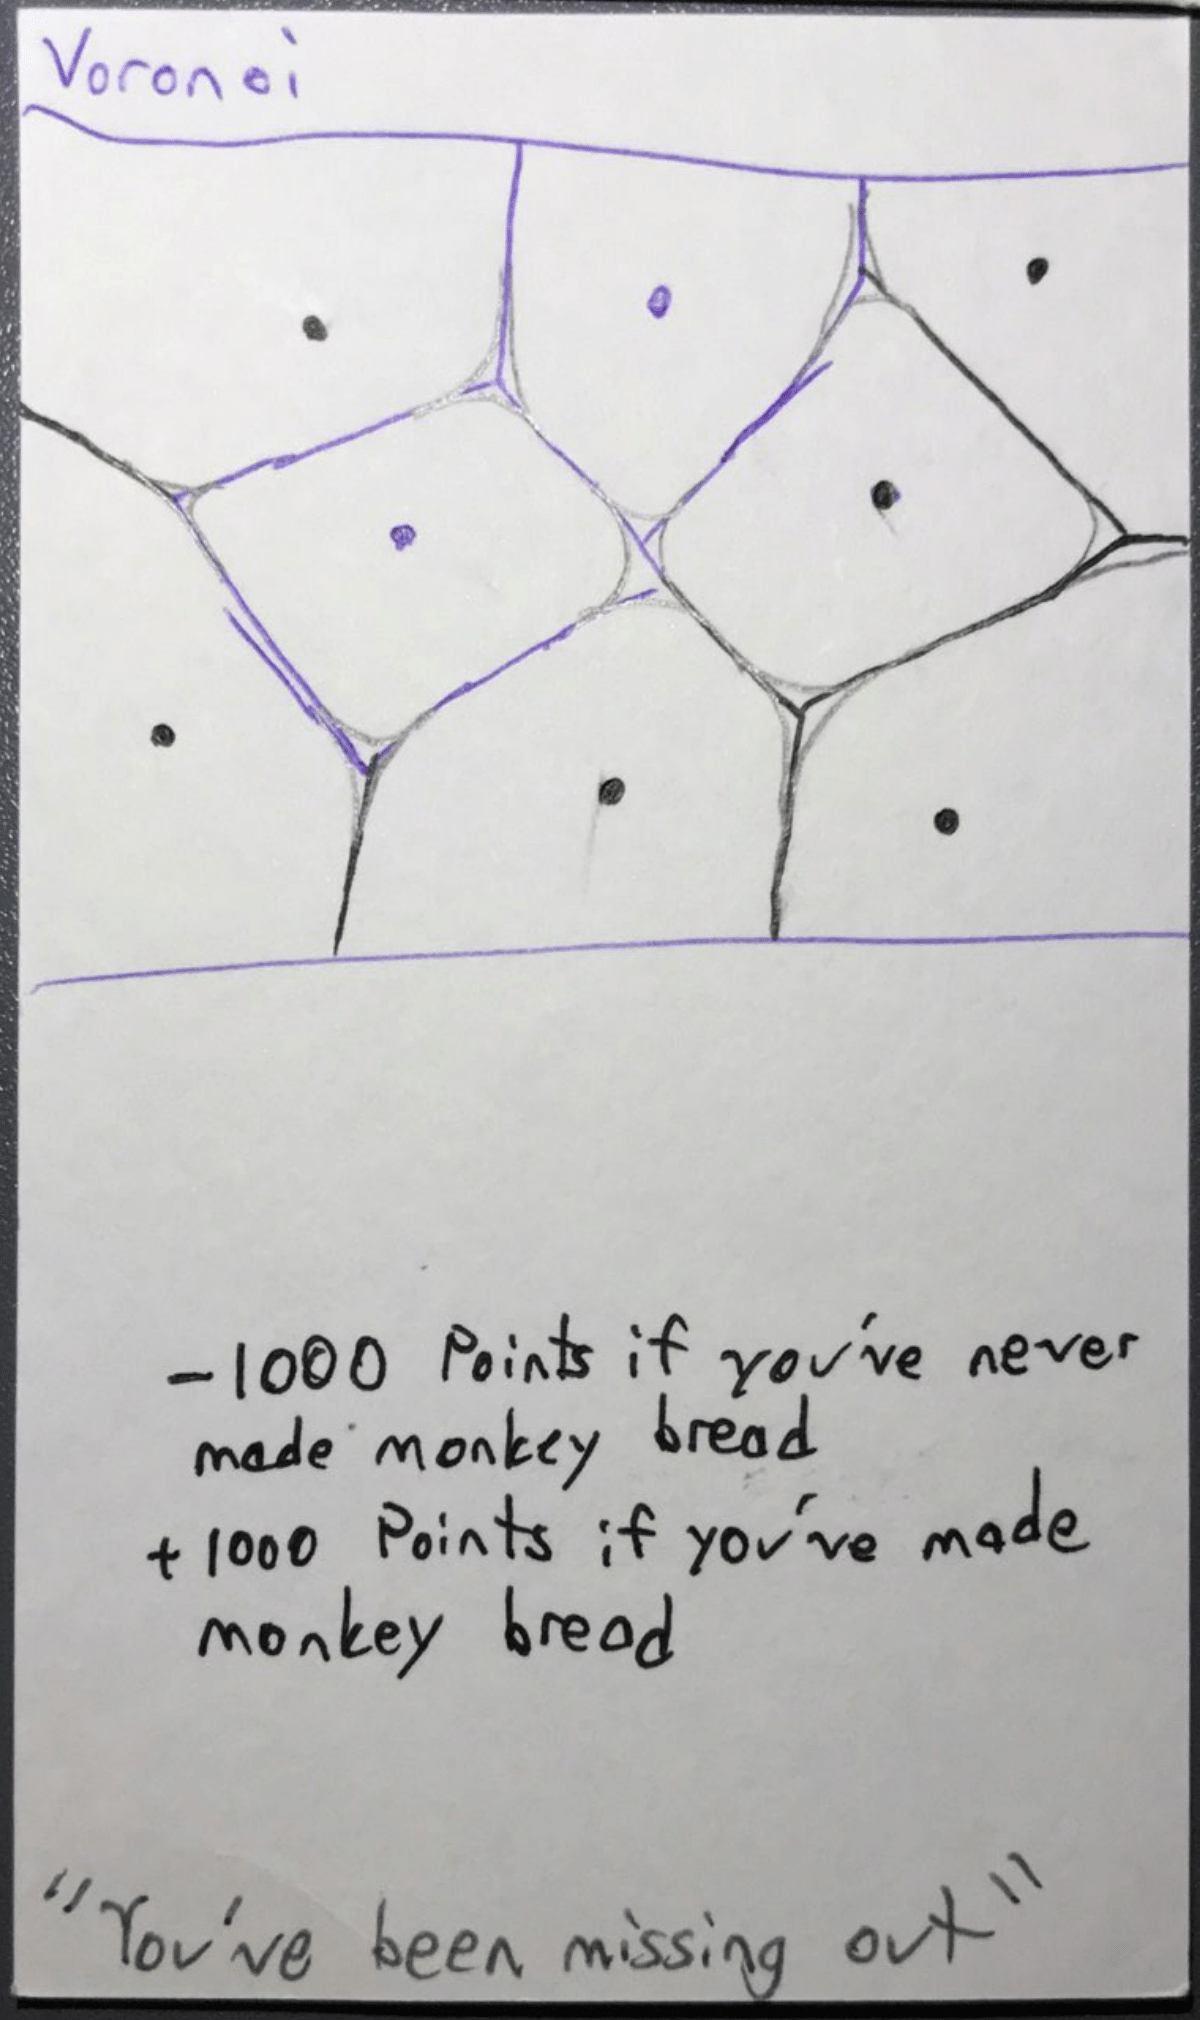 Voronoi
-1000 Points if you've never
made monkey bread
+1000 Points if you've made
monkey bread
"You've been missing out"